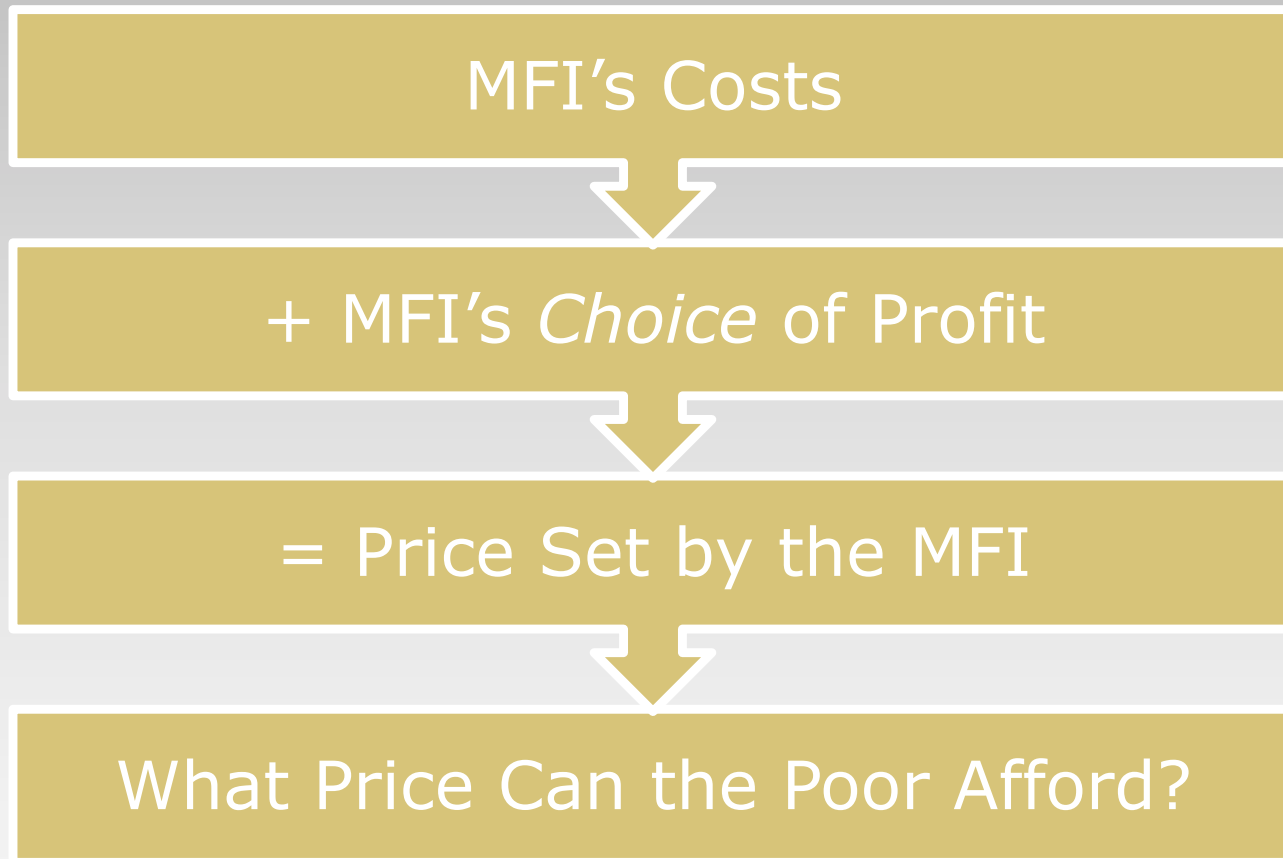 MFI’s Costs
+ MFI’s Choice of Profit
= Price Set by the MFI
What Price Can the Poor Afford?